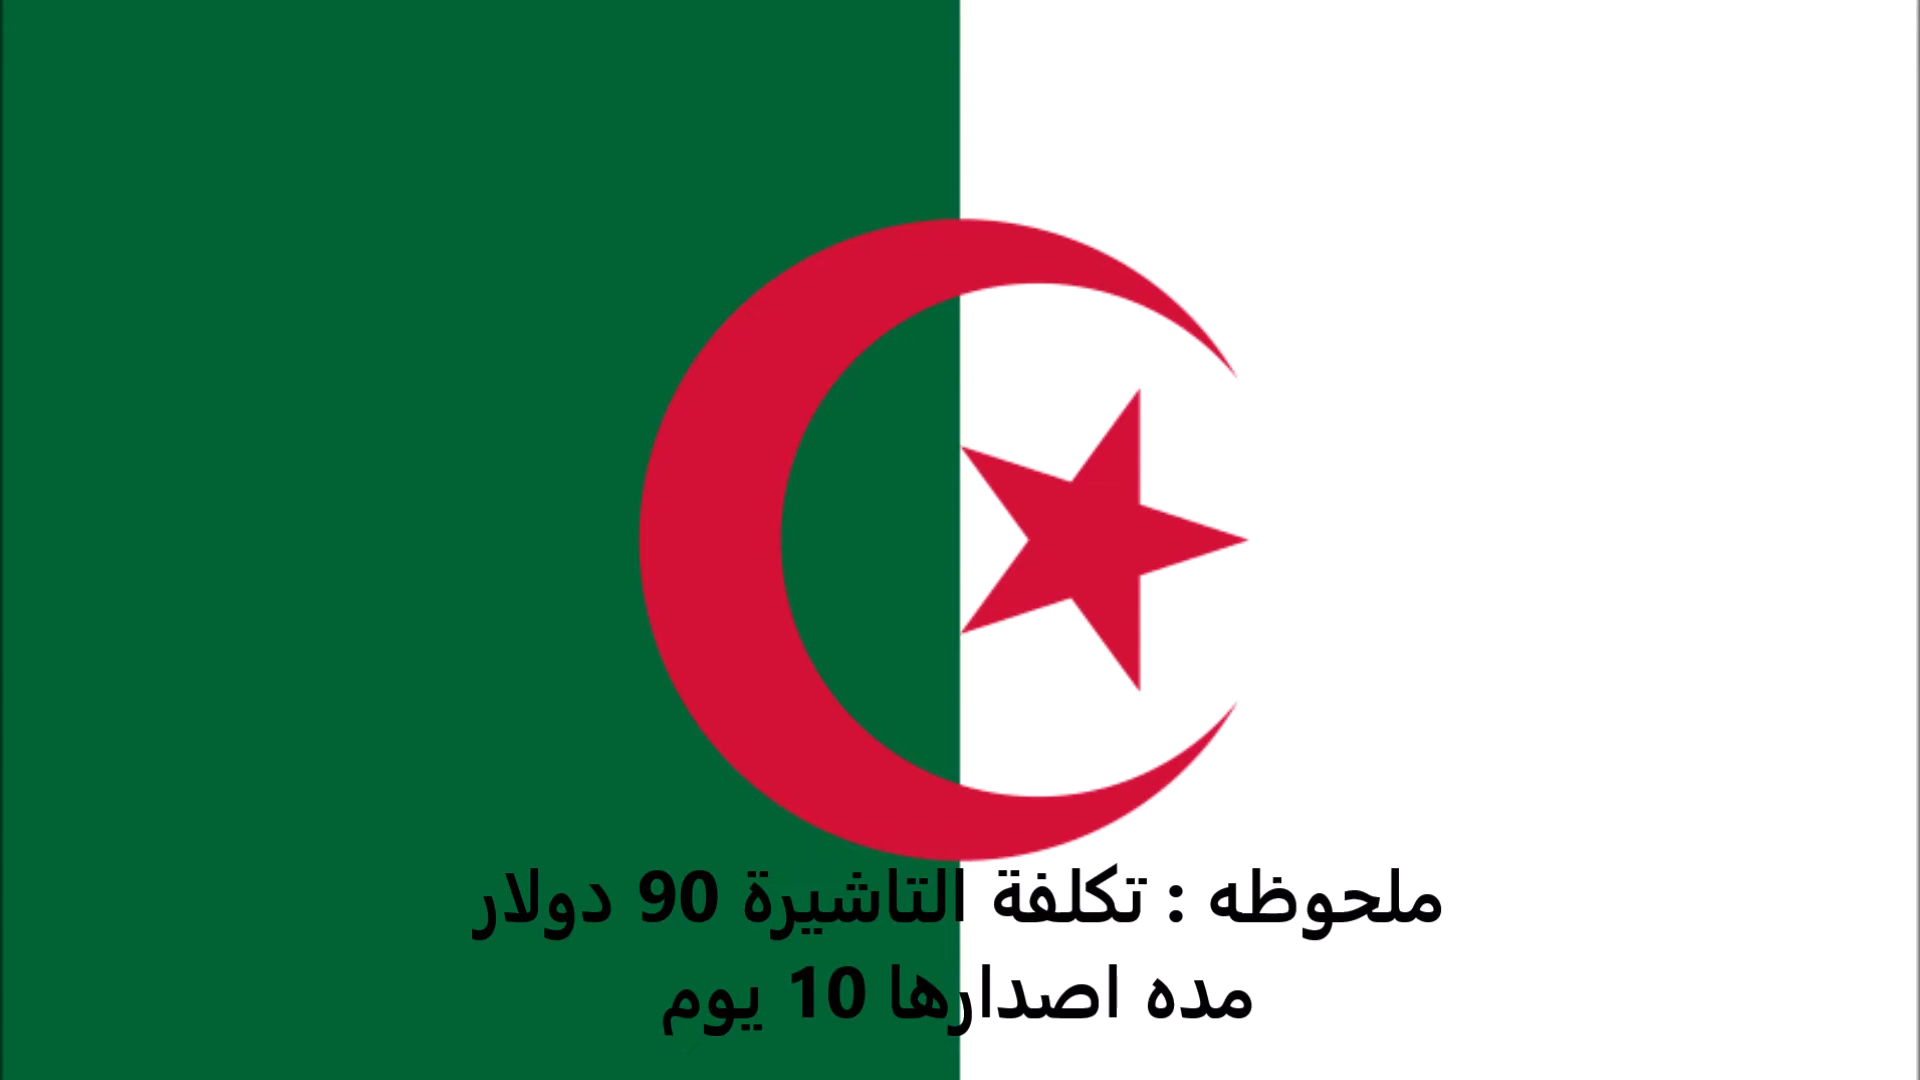 ملحوظه : تكلفة التاشيرة 90 دولار
مده اصدارها 10 يوم